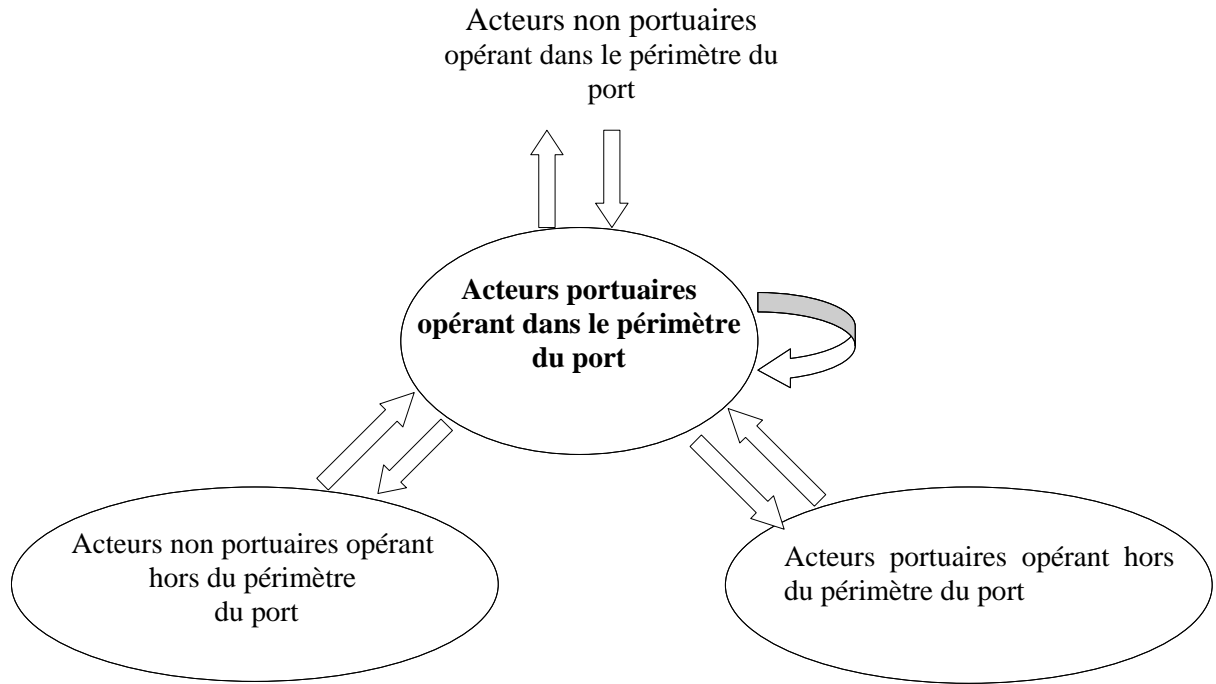 Acteurs non portuaires
opérant dans le périmètre du
port
Acteurs portuaires
opérant dans le périmètre
du port
Acteurs non portuaires opérant
hors du périmètre
du port
Acteurs portuaires opérant hors
du périmètre du port